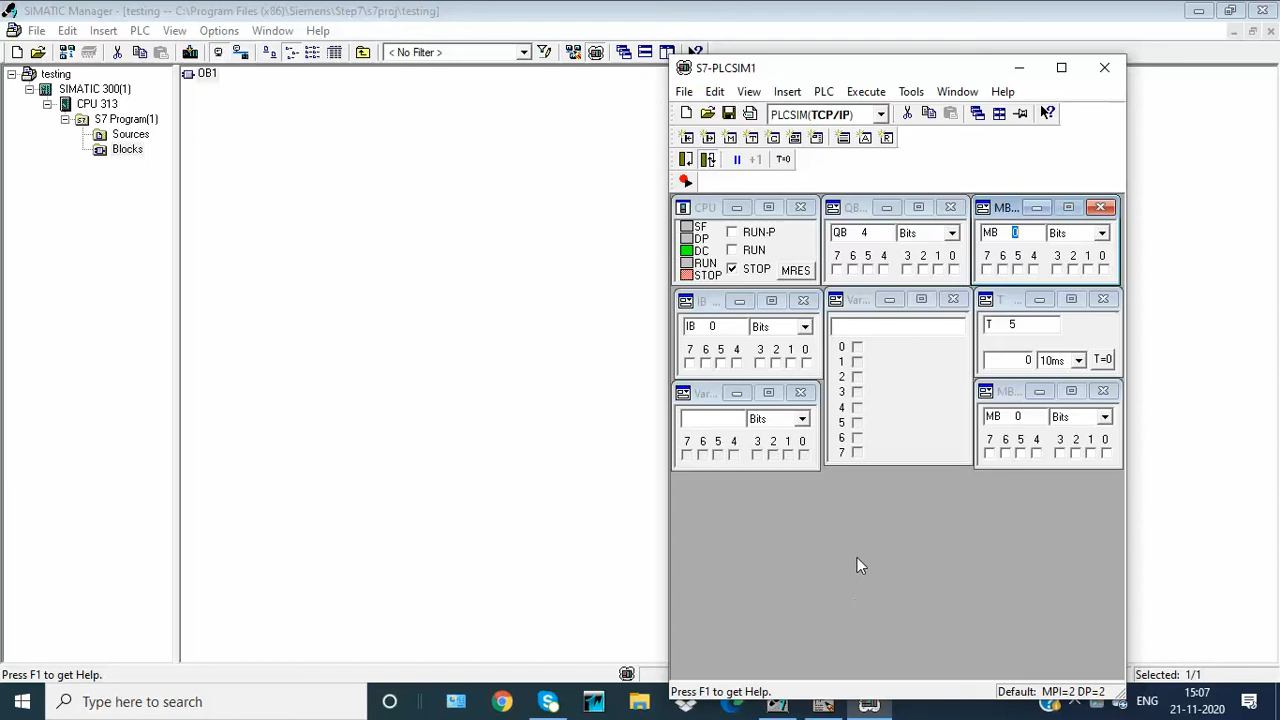 SIMATIC Manager - [testing -- C:\Program Files (x86)\Siemens\Step7\s7proj\testing]
File Edit Insert PLC View Options Window Help
< No Filter >
testing
SIMATIC 300(1)
CPU 313
S7 Program(1)
Sources
Blocks
OB1
S7-PLCSIM1
File Edit View Insert PLC Execute Tools Window Help
PLCSIM(TCP/IP)
+1 T=0
CPU
SF
DP
DC
RUN
STOP
RUN-P
RUN
STOP
MRES
QB...
QB 4 Bits
7 6 5 4 3 2 1 0
MB...
MB 0 Bits
7 6 5 4 3 2 1 0
IB ...
IB 0 Bits
7 6 5 4 3 2 1 0
Var...
0
1
2
3
4
5
6
7
T ...
T 5
0 10ms T=0
Var...
Bits
7 6 5 4 3 2 1 0
MB...
MB 0 Bits
7 6 5 4 3 2 1 0
Press F1 to get Help.
Default: MPI=2 DP=2
Press F1 to get Help.
Selected: 1/1
Type here to search
ENG
15:07
21-11-2020